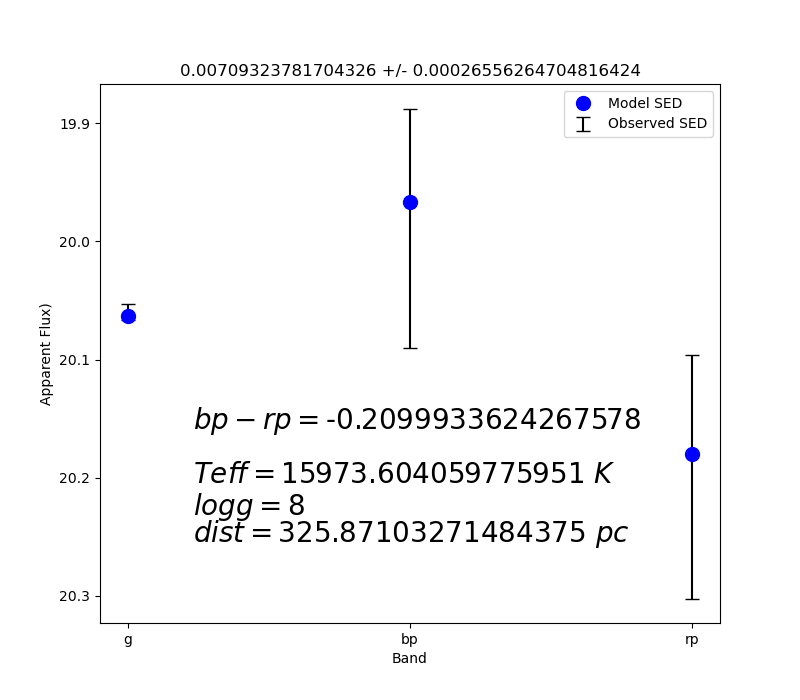 0.00709323781704326 +/- 0.00026556264704816424
Model SED
Observed SED
19.9
20.0
20.1
20.2
20.3
Apparent Flux)
bp − rp = -0.2099933624267578
Teff = 15973.604059775951 K
logg = 8
dist = 325.87103271484375 pc
g
bp
rp
Band